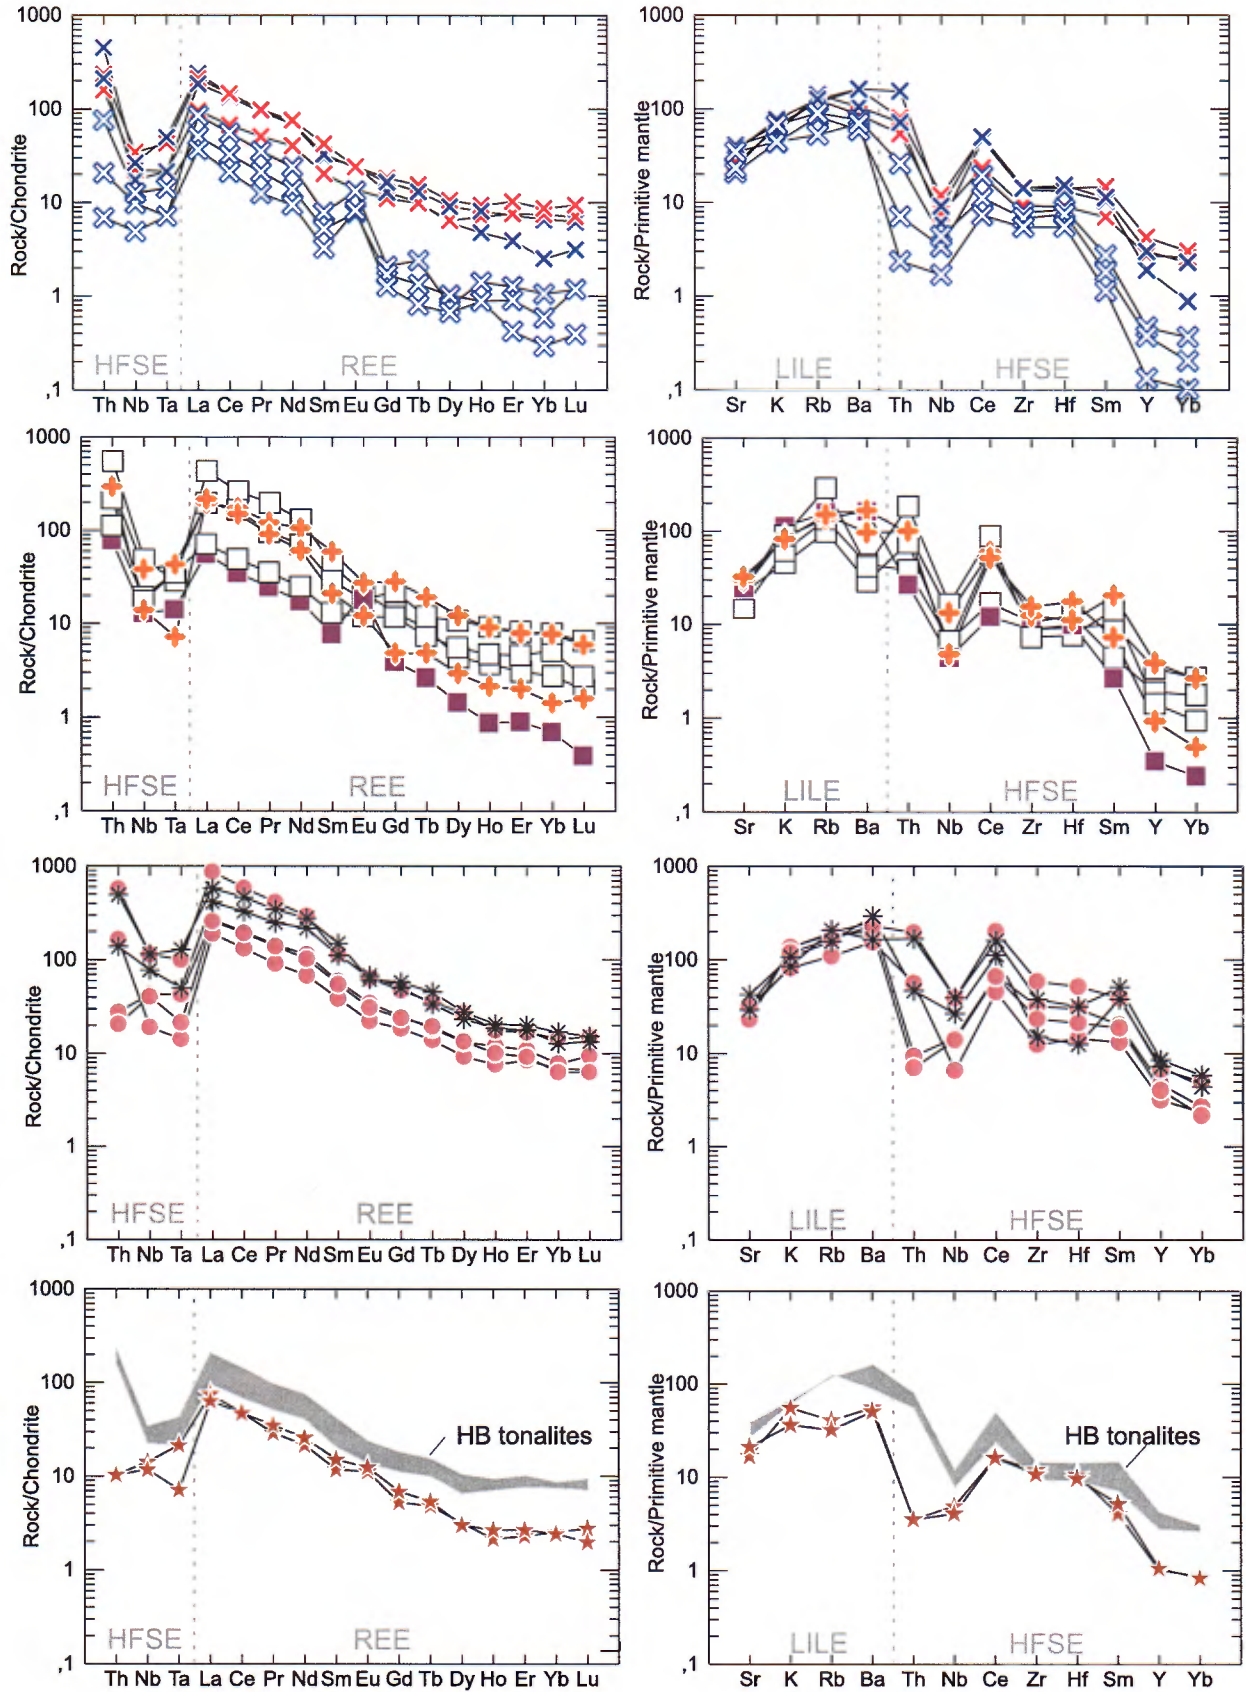 1000
100
10
1
,1
Rock/Chondrite
HFSE
REE
Th Nb Ta La Ce Pr Nd Sm Eu Gd Tb Dy Ho Er Yb Lu
1000
100
10
1
,1
Rock/Primitive mantle
LILE
HFSE
Sr K Rb Ba Th Nb Ce Zr Hf Sm Y Yb
1000
100
10
1
,1
Rock/Chondrite
HFSE
REE
Th Nb Ta La Ce Pr Nd Sm Eu Gd Tb Dy Ho Er Yb Lu
1000
100
10
1
,1
Rock/Primitive mantle
LILE
HFSE
Sr K Rb Ba Th Nb Ce Zr Hf Sm Y Yb
1000
100
10
1
,1
Rock/Chondrite
HFSE
REE
Th Nb Ta La Ce Pr Nd Sm Eu Gd Tb Dy Ho Er Yb Lu
1000
100
10
1
,1
Rock/Primitive mantle
LILE
HFSE
Sr K Rb Ba Th Nb Ce Zr Hf Sm Y Yb
1000
100
10
1
,1
Rock/Chondrite
HB tonalites
HFSE
REE
Th Nb Ta La Ce Pr Nd Sm Eu Gd Tb Dy Ho Er Yb Lu
1000
100
10
1
,1
Rock/Primitive mantle
HB tonalites
LILE
HFSE
Sr K Rb Ba Th Nb Ce Zr Hf Sm Y Yb